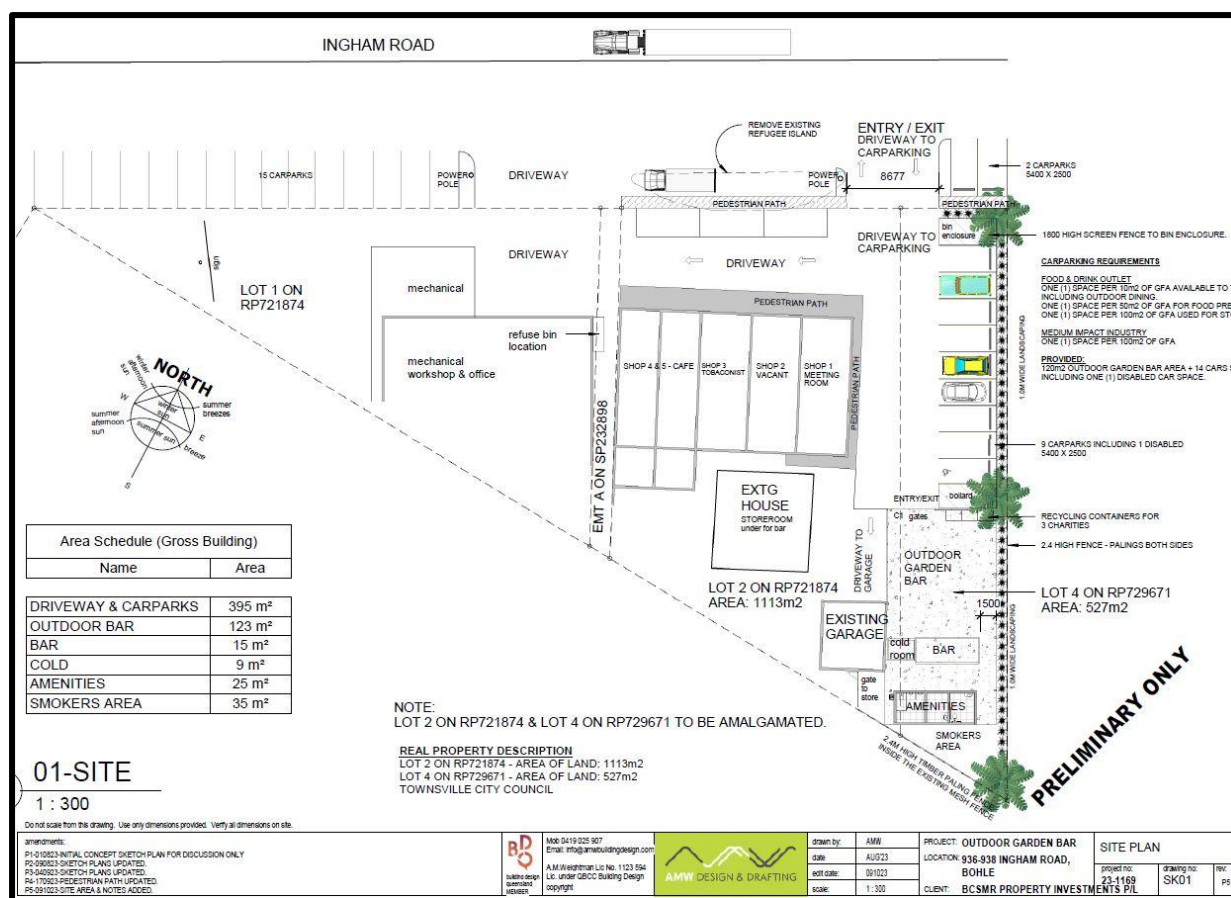 INGHAM ROAD
REMOVE EXISTING
REFUGEE ISLAND
ENTRY / EXIT
DRIVEWAY TO
CARPARKING
8677
2 CARPARKS
5400 X 2500
15 CARPARKS
POWER
POLE
DRIVEWAY
POWER
POLE
PEDESTRIAN PATH
PEDESTRIAN PATH
bin
enclosure
1800 HIGH SCREEN FENCE TO BIN ENCLOSURE.
DRIVEWAY TO
CARPARKING
DRIVEWAY
DRIVEWAY
sign
LOT 1 ON
RP721874
mechanical
refuse bin
location
mechanical
workshop & office
PEDESTRIAN PATH
PEDESTRIAN PATH
SHOP 4 & 5 - CAFE
SHOP 3
TOBACONIST
SHOP 2
VACANT
SHOP 1
MEETING
ROOM
CARPARKING REQUIREMENTS
FOOD & DRINK OUTLET
ONE (1) SPACE PER 10m2 OF GFA AVAILABLE TO
INCLUDING OUTDOOR DINING.
ONE (1) SPACE PER 50m2 OF GFA FOR FOOD PRE
ONE (1) SPACE PER 100m2 OF GFA USED FOR
MEDIUM IMPACT INDUSTRY
ONE (1) SPACE PER 100m2 OF GFA
PROVIDED:
120m2 OUTDOOR GARDEN BAR AREA + 14 CARS
INCLUDING ONE (1) DISABLED CAR SPACE.
1.0M WIDE LANDSCAPING
NORTH
winter
afternoon
sun
W
winter
sun
summer
breezes
summer
afternoon
sun
summer sun
E
breeze
S
EMT A ON SP232898
9 CARPARKS INCLUDING 1 DISABLED
5400 X 2500
EXTG
HOUSE
STOREROOM
under for bar
ENTRY/EXIT
bollard
gates
RECYCLING CONTAINERS FOR
3 CHARITIES
2.4 HIGH FENCE - PALINGS BOTH SIDES
DRIVEWAY TO
GARAGE
OUTDOOR
GARDEN
BAR
LOT 2 ON RP721874
AREA: 1113m2
LOT 4 ON RP729671
AREA: 527m2
1500
EXISTING
GARAGE
cold
room
BAR
1.0M WIDE LANDSCAPING
gate
to
store
AMENITIES
SMOKERS
AREA
2.4M HIGH TIMBER PALING FENCE
INSIDE THE EXISTING MESH FENCE
PRELIMINARY ONLY
Area Schedule (Gross Building)
Name Area
DRIVEWAY & CARPARKS 395 m²
OUTDOOR BAR 123 m²
BAR 15 m²
COLD 9 m²
AMENITIES 25 m²
SMOKERS AREA 35 m²
NOTE:
LOT 2 ON RP721874 & LOT 4 ON RP729671 TO BE AMALGAMATED.
REAL PROPERTY DESCRIPTION
LOT 2 ON RP721874 - AREA OF LAND: 1113m2
LOT 4 ON RP729671 - AREA OF LAND: 527m2
TOWNSVILLE CITY COUNCIL
01-SITE
1 : 300
Do not scale from this drawing. Use only dimensions provided. Verify all dimensions on site.
amendments:
P1-010823-INITIAL CONCEPT SKETCH PLAN FOR DISCUSSION ONLY
P2-090823-SKETCH PLANS UPDATED.
P3-040923-SKETCH PLANS UPDATED.
P4-170923-PEDESTRIAN PATH UPDATED.
P5-091023-SITE AREA & NOTES ADDED.
building design
queensland
MEMBER
Mob 0419 025 907
Email: info@amwbuildingdesign.com
A.M.Weightman Lic No. 1123 594
Lic. under QBCC Building Design
copyright
AMW DESIGN & DRAFTING
drawn by: AMW
date AUG'23
edit date: 091023
scale: 1 : 300
PROJECT: OUTDOOR GARDEN BAR
LOCATION: 936-938 INGHAM ROAD,
BOHLE
CLIENT: BCSMR PROPERTY INVESTMENTS P/L
SITE PLAN
project no: 23-1169
drawing no: SK01
rev: P5